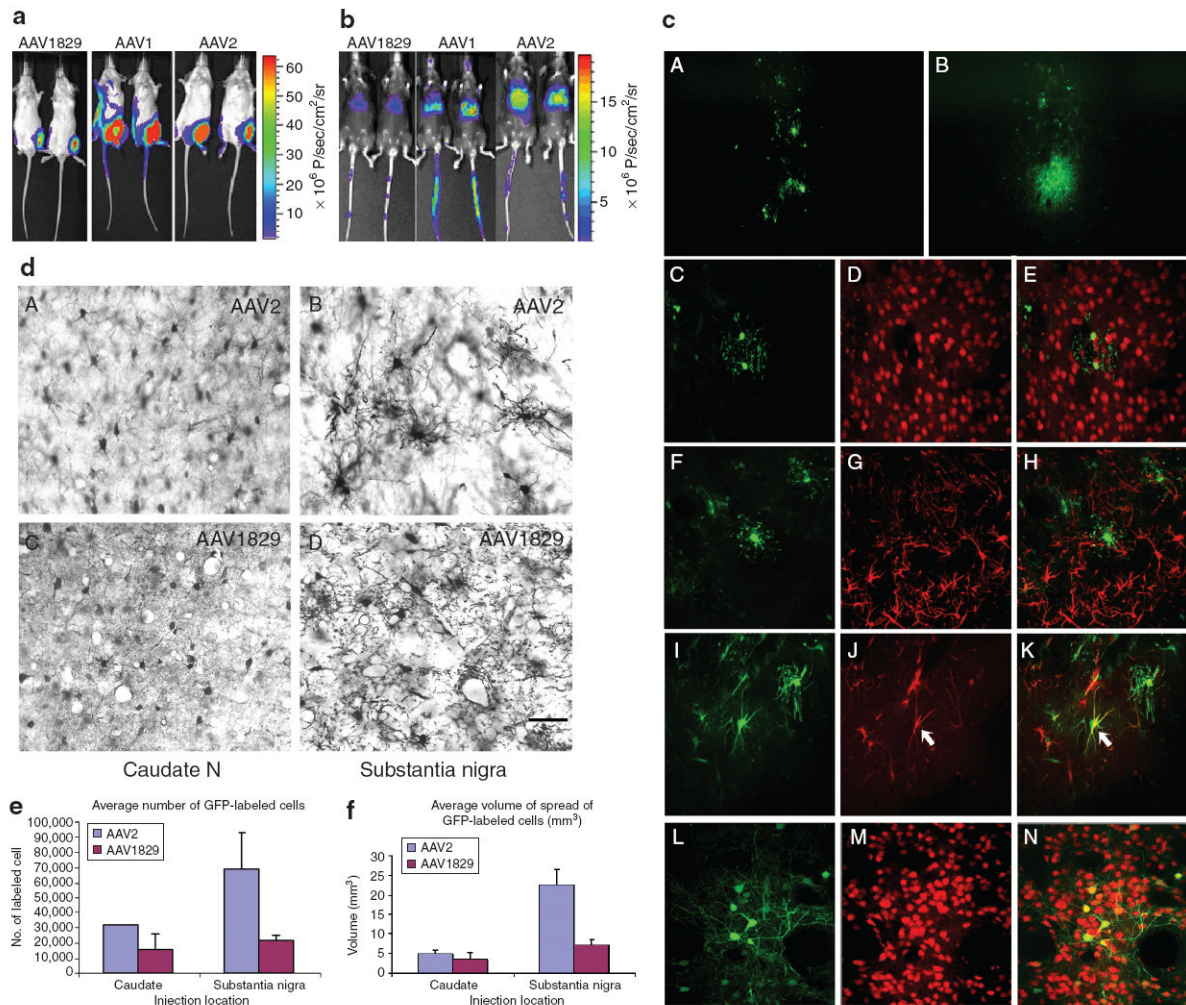 a
AAV1829 AAV1 AAV2
60
50
40
30
20
10
× 10⁶ P/sec/cm²/sr
b
AAV1829 AAV1 AAV2
15
10
5
× 10⁶ P/sec/cm²/sr
c
A B
C D E
F G H
I J K
L M N
d
A AAV2
B AAV2
C AAV1829
D AAV1829
Caudate N Substantia nigra
e
Average number of GFP-labeled cells
100,000
90,000
80,000
70,000
60,000
50,000
40,000
30,000
20,000
10,000
0
No. of labeled cell
AAV2
AAV1829
Caudate Substantia nigra
Injection location
f
Average volume of spread of
GFP-labeled cells (mm³)
30
25
20
15
10
5
0
Volume (mm³)
AAV2
AAV1829
Caudate Substantia nigra
Injection location